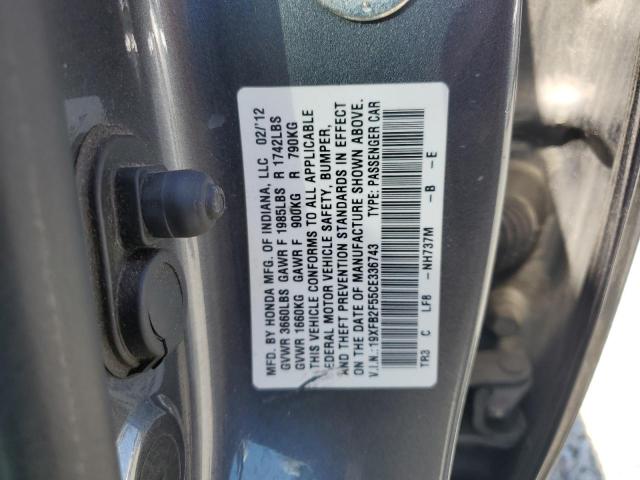 MFD. BY HONDA MFG. OF INDIANA, LLC 02/'12
GVWR 3660LBS GAWR F 1985LBS R 1742LBS
GVWR 1660KG GAWR F 900KG R 790KG
THIS VEHICLE CONFORMS TO ALL APPLICABLE
FEDERAL MOTOR VEHICLE SAFETY, BUMPER,
AND THEFT PREVENTION STANDARDS IN EFFECT
ON THE DATE OF MANUFACTURE SHOWN ABOVE.
V.I.N.:19XFB2F55CE336743 TYPE: PASSENGER CAR
TR3 C LFB -NH737M -B -E